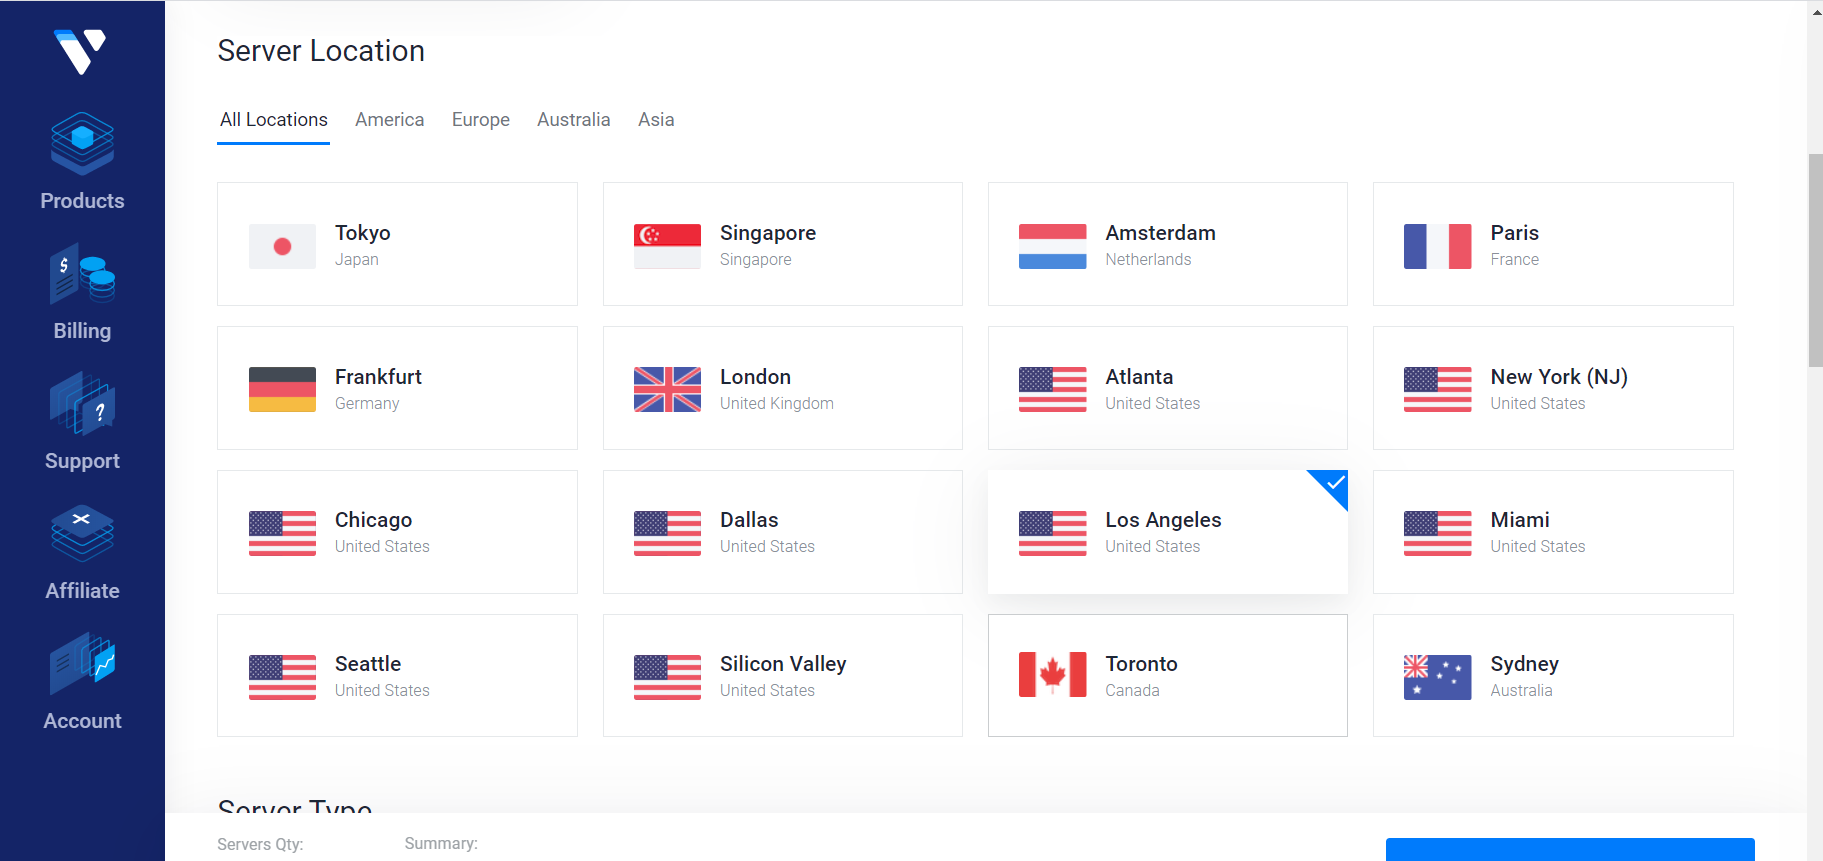 Products
Billing
Support
Affiliate
Account
Server Location
All Locations America Europe Australia Asia
Tokyo
Japan
Singapore
Singapore
Amsterdam
Netherlands
Paris
France
Frankfurt
Germany
London
United Kingdom
Atlanta
United States
New York (NJ)
United States
Chicago
United States
Dallas
United States
Los Angeles
United States
Miami
United States
Seattle
United States
Silicon Valley
United States
Toronto
Canada
Sydney
Australia
Server Type
Servers Qty: Summary: